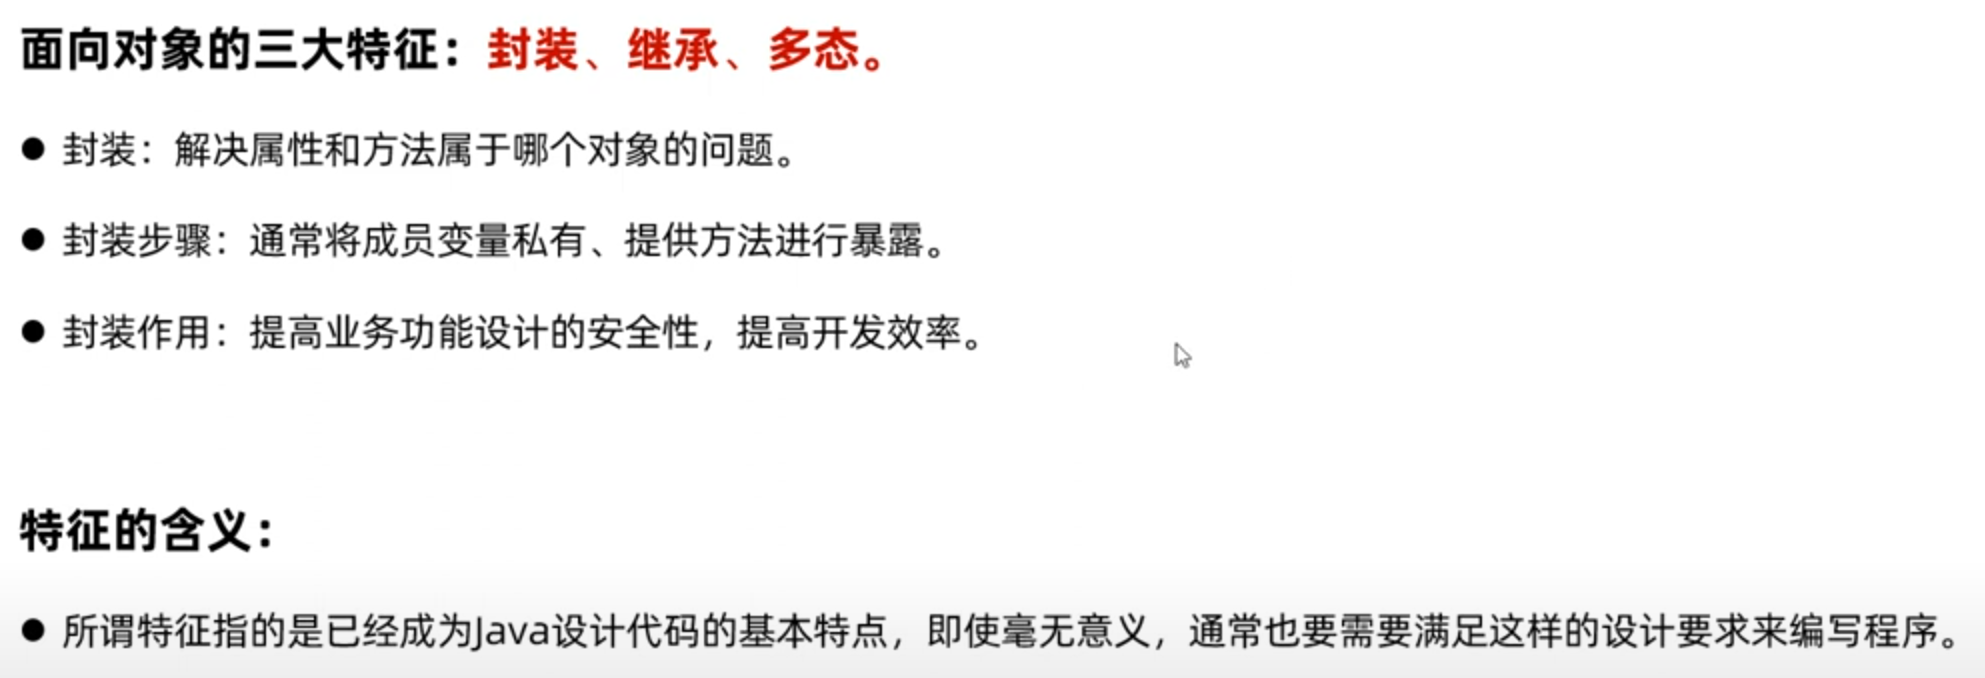 面向对象的三大特征：封装、继承、多态。
● 封装：解决属性和方法属于哪个对象的问题。
● 封装步骤：通常将成员变量私有、提供方法进行暴露。
● 封装作用：提高业务功能设计的安全性，提高开发效率。
特征的含义：
● 所谓特征指的是已经成为Java设计代码的基本特点，即使毫无意义，通常也要需要满足这样的设计要求来编写程序。